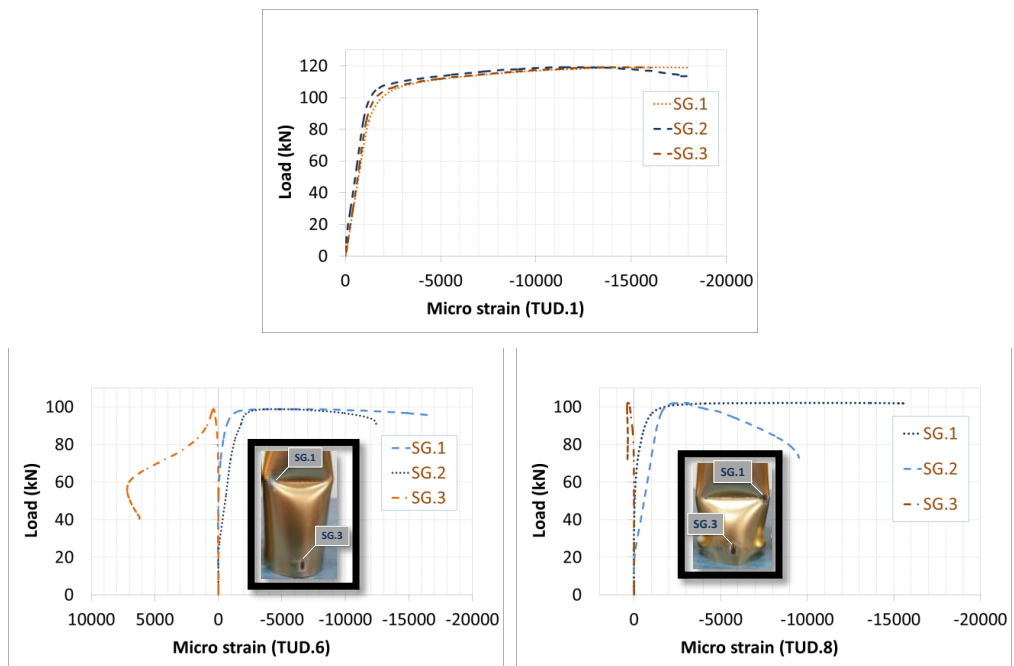 120
100
80
60
40
20
0
Load (kN)
SG.1
SG.2
SG.3
0 -5000 -10000 -15000 -20000
Micro strain (TUD.1)
100
80
60
40
20
0
Load (kN)
SG.1
SG.2
SG.3
SG.1
SG.3
10000 5000 0 -5000 -10000 -15000 -20000
Micro strain (TUD.6)
100
80
60
40
20
0
Load (kN)
SG.1
SG.2
SG.3
SG.1
SG.3
0 -5000 -10000 -15000 -20000
Micro strain (TUD.8)